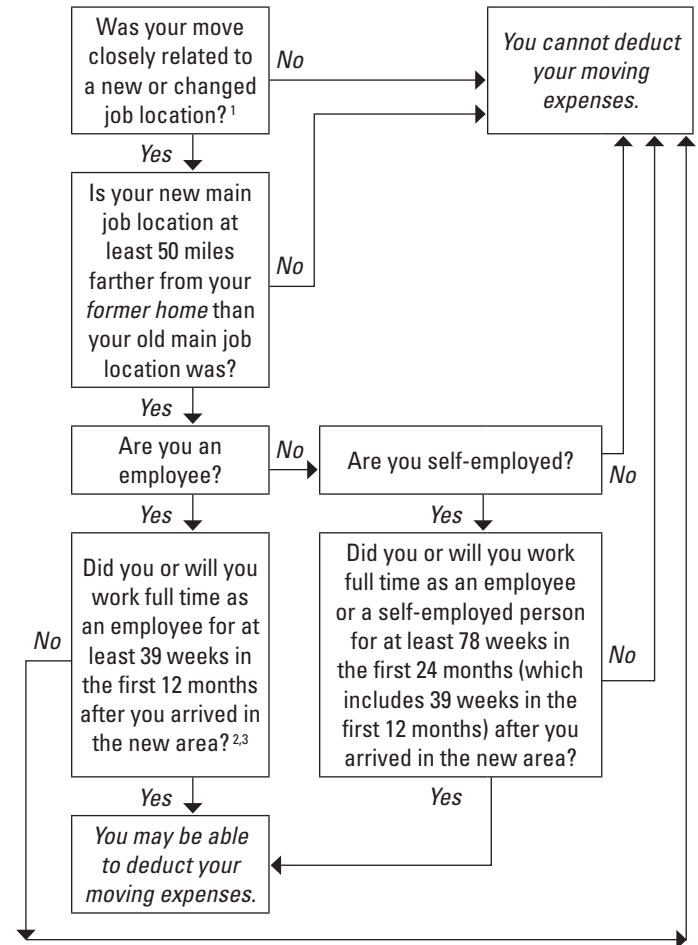 Was your move
closely related to
a new or changed
job location? 1
No
You cannot deduct
your moving
expenses.
Yes
Is your new main
job location at
least 50 miles
farther from your
former home than
your old main job
location was?
No
Yes
Are you an
employee?
No
Are you self-employed?
No
Yes
Yes
Did you or will you
work full time as
an employee for at
least 39 weeks in
the first 12 months
after you arrived in
the new area? 2,3
No
Did you or will you work
full time as an employee
or a self-employed person
for at least 78 weeks in
the first 24 months (which
includes 39 weeks in the
first 12 months) after you
arrived in the new area?
No
Yes
Yes
You may be able
to deduct your
moving expenses.